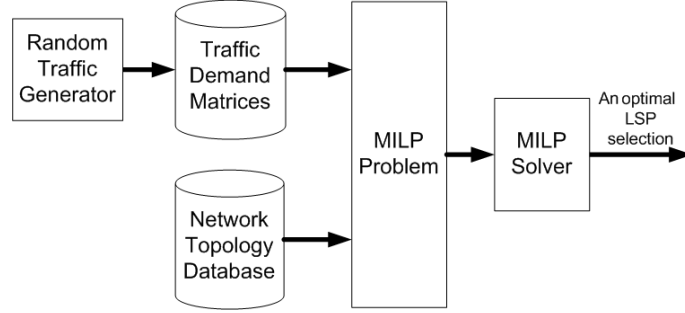 Random
Traffic
Generator
Traffic
Demand
Matrices
Network
Topology
Database
MILP
Problem
MILP
Solver
An optimal
LSP
selection